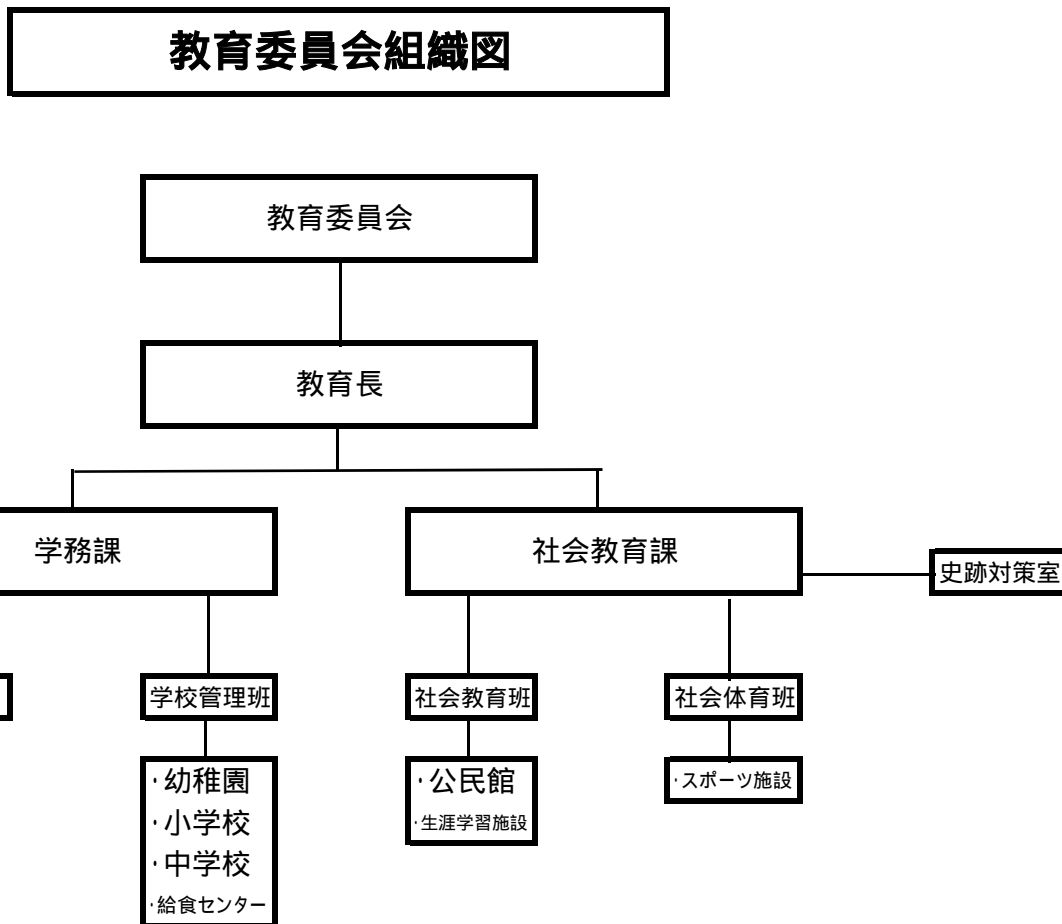 教育委員会組織図
教育委員会
教育長
学務課
社会教育課
史跡対策室
学校管理班
社会教育班
社会体育班
・幼稚園
・小学校
・中学校
・給食センター
・公民館
・生涯学習施設
・スポーツ施設